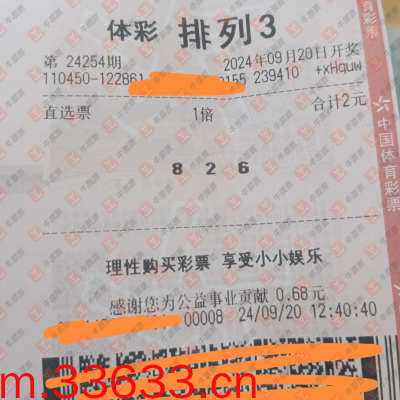 体彩 排列3
第 24254期 2024年09月20日开奖
110450-122861 0155 239410 +xHquw
直选票 1倍 合计2元
8 2 6
理性购买彩票 享受小小娱乐
感谢您为公益事业贡献 0.68元
00008 24/09/20 12:40:40
m.33633.cn
体育彩票
中国体育彩票